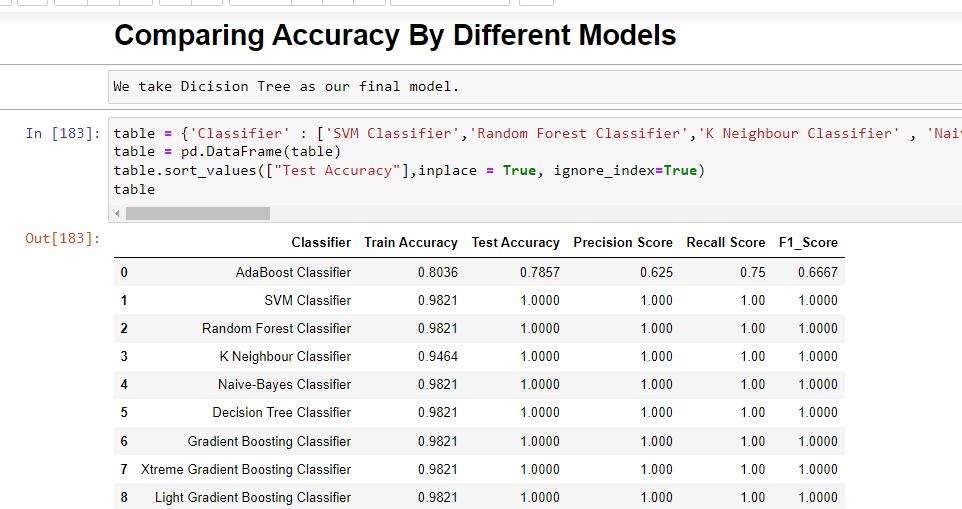 Comparing Accuracy By Different Models
We take Dicision Tree as our final model.
In [183]: table = {'Classifier' : ['SVM Classifier','Random Forest Classifier','K Neighbour Classifier' , 'Nai
table = pd.DataFrame(table)
table.sort_values(["Test Accuracy"],inplace = True, ignore_index=True)
table
Out[183]:
Classifier Train Accuracy Test Accuracy Precision Score Recall Score F1_Score
0 AdaBoost Classifier 0.8036 0.7857 0.625 0.75 0.6667
1 SVM Classifier 0.9821 1.0000 1.000 1.00 1.0000
2 Random Forest Classifier 0.9821 1.0000 1.000 1.00 1.0000
3 K Neighbour Classifier 0.9464 1.0000 1.000 1.00 1.0000
4 Naive-Bayes Classifier 0.9821 1.0000 1.000 1.00 1.0000
5 Decision Tree Classifier 0.9821 1.0000 1.000 1.00 1.0000
6 Gradient Boosting Classifier 0.9821 1.0000 1.000 1.00 1.0000
7 Xtreme Gradient Boosting Classifier 0.9821 1.0000 1.000 1.00 1.0000
8 Light Gradient Boosting Classifier 0.9821 1.0000 1.000 1.00 1.0000